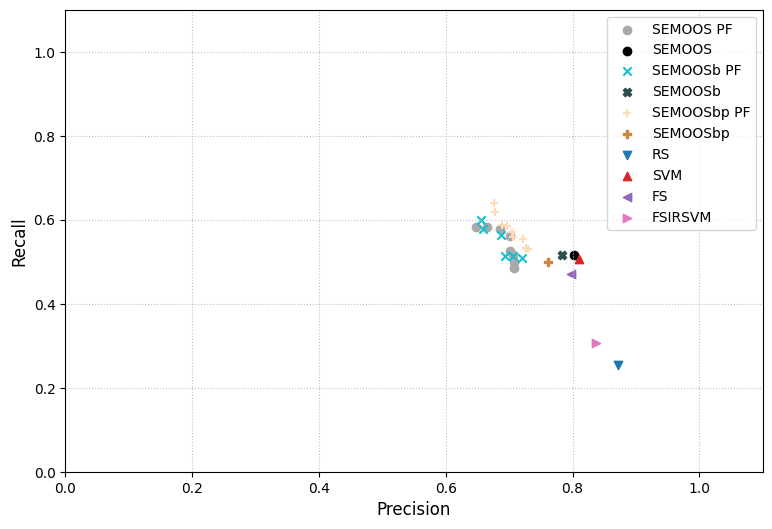 SEMOOS PF
SEMOOS
SEMOOSb PF
SEMOOSb
SEMOOSbp PF
SEMOOSbp
RS
SVM
FS
FSIRSVM
1.0
0.8
0.6
0.4
0.2
0.0
Recall
0.0 0.2 0.4 0.6 0.8 1.0
Precision